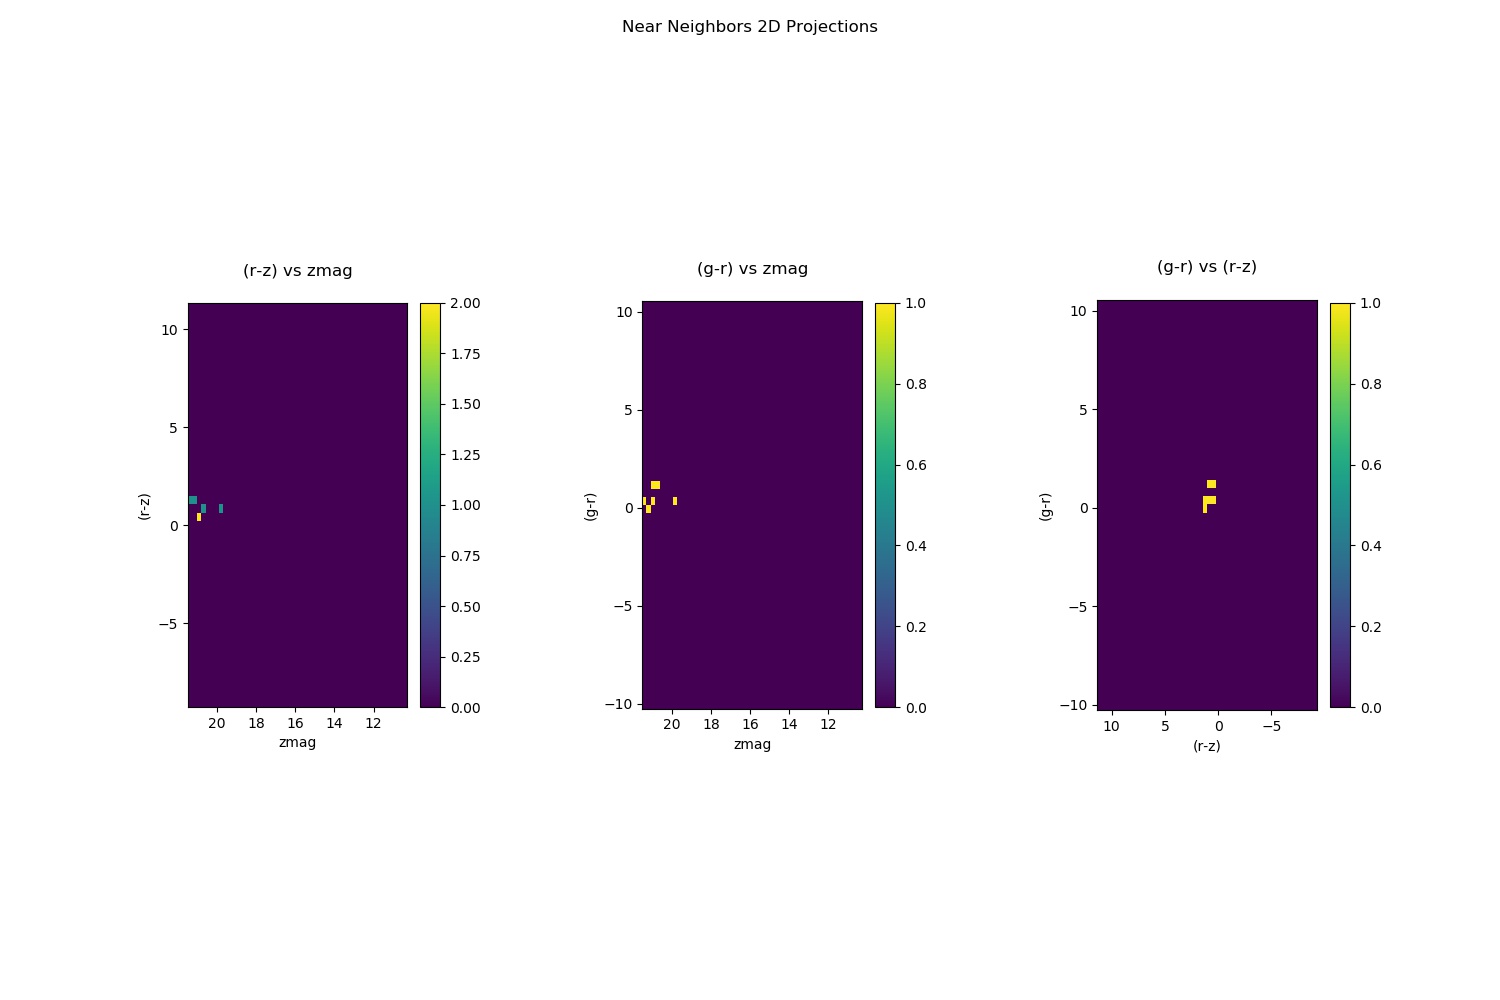 Near Neighbors 2D Projections
(r-z) vs zmag
10
5
0
−5
(r-z)
20 18 16 14 12
zmag
2.00
1.75
1.50
1.25
1.00
0.75
0.50
0.25
0.00
(g-r) vs zmag
10
5
0
−5
−10
(g-r)
20 18 16 14 12
zmag
1.0
0.8
0.6
0.4
0.2
0.0
(g-r) vs (r-z)
10
5
0
−5
−10
(g-r)
10 5 0 −5
(r-z)
1.0
0.8
0.6
0.4
0.2
0.0